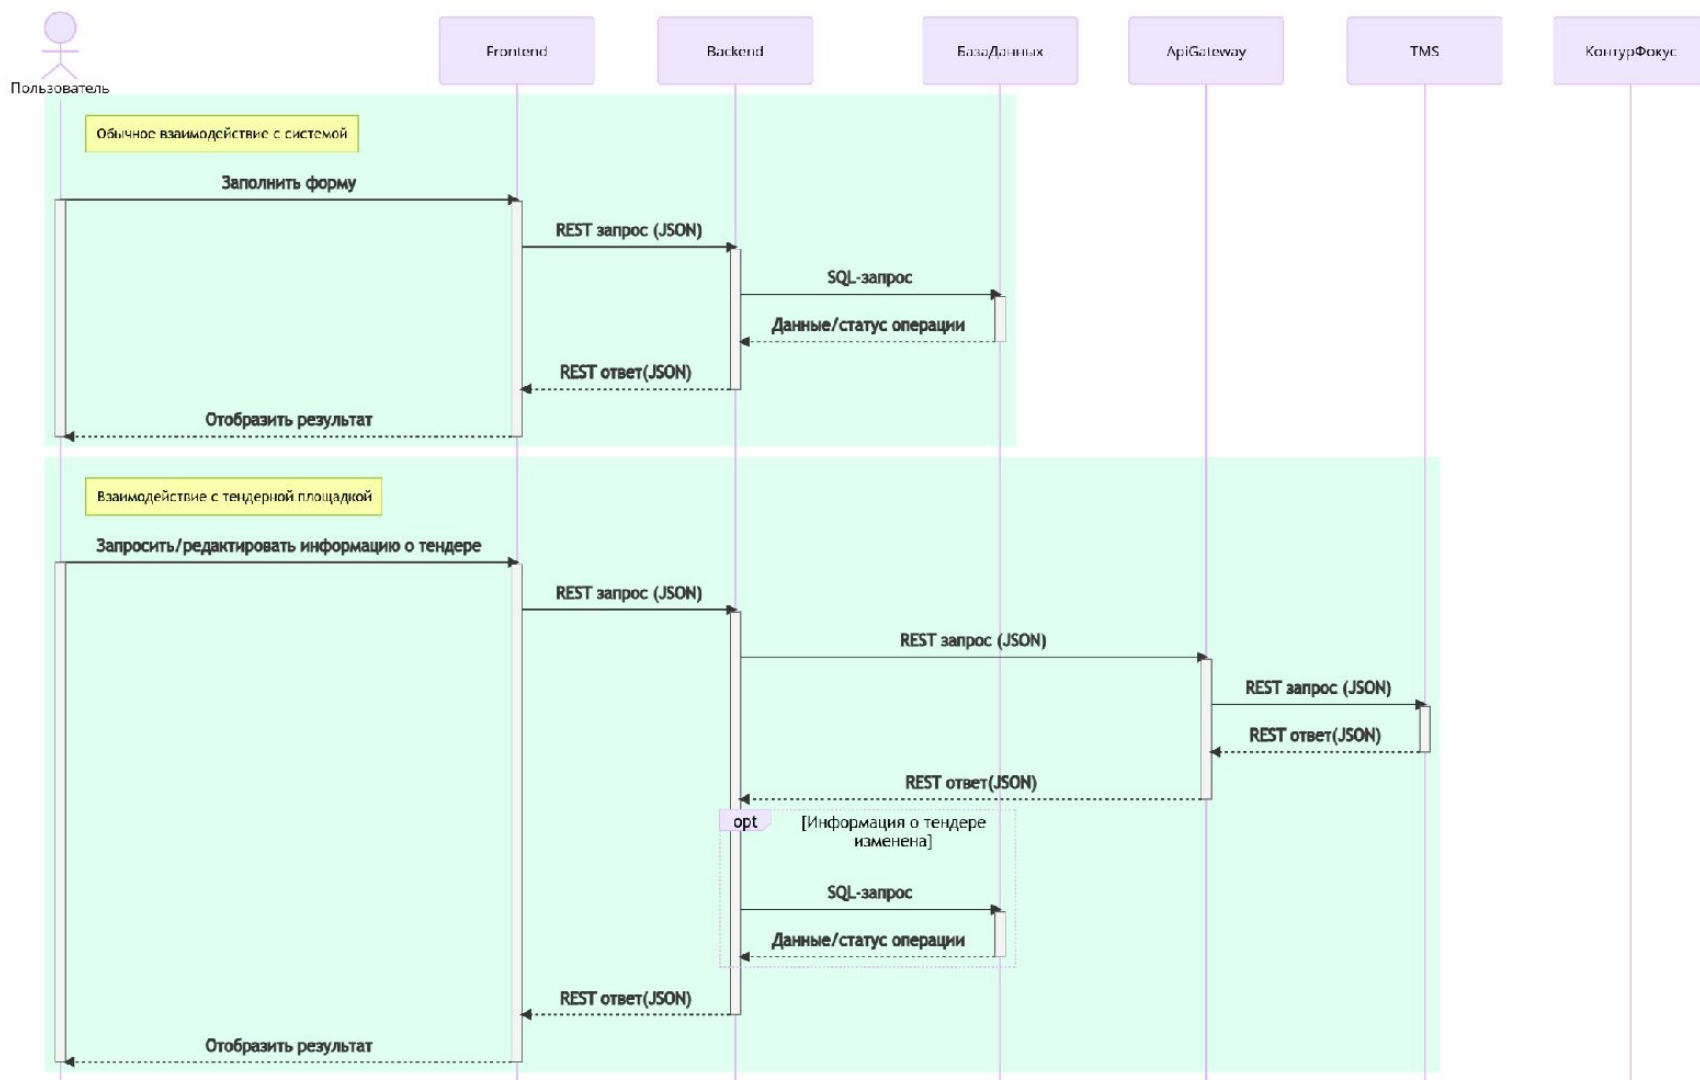 Пользователь
Frontend
Backend
БазаДанных
ApiGateway
TMS
КонтурФокус
Обычное взаимодействие с системой
Заполнить форму
REST запрос (JSON)
SQL-запрос
Данные/статус операции
REST ответ(JSON)
Отобразить результат
Взаимодействие с тендерной площадкой
Запросить/редактировать информацию о тендере
REST запрос (JSON)
REST запрос (JSON)
REST запрос (JSON)
REST ответ(JSON)
REST ответ(JSON)
opt
[Информация о тендере
изменена]
SQL-запрос
Данные/статус операции
REST ответ(JSON)
Отобразить результат